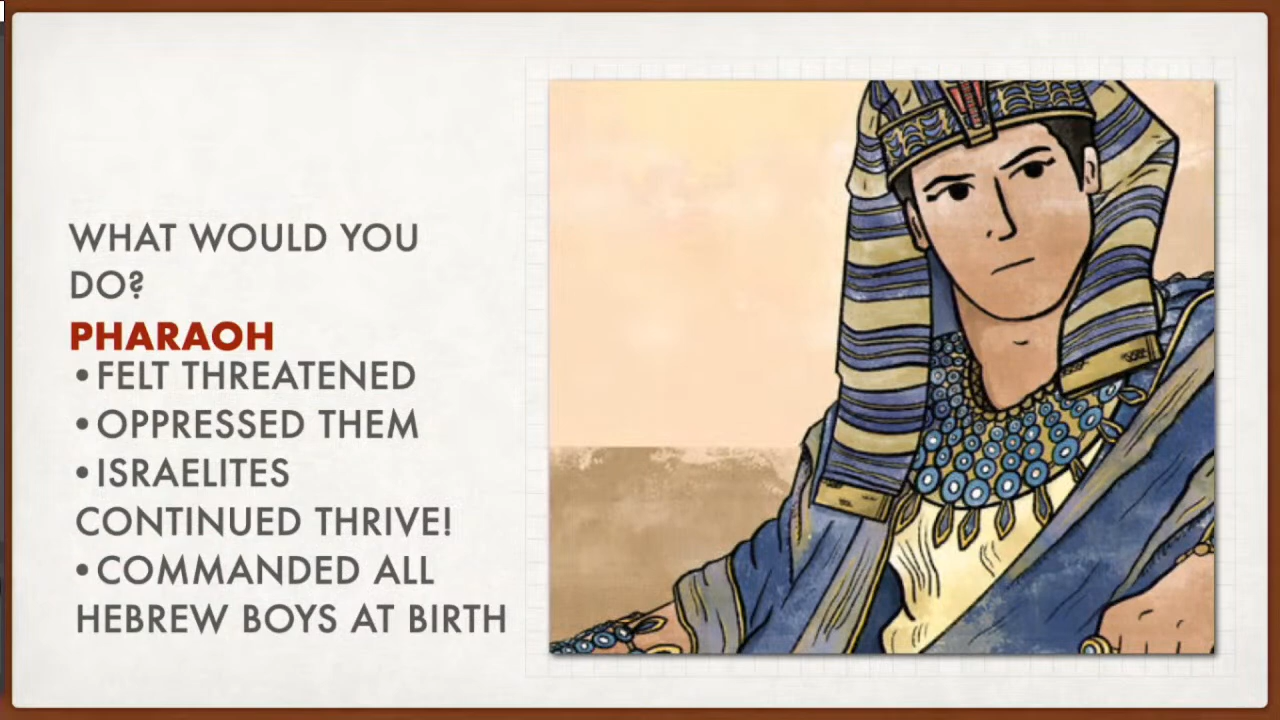 WHAT WOULD YOU
DO?
PHARAOH
• FELT THREATENED
• OPPRESSED THEM
• ISRAELITES
CONTINUED THRIVE!
• COMMANDED ALL
HEBREW BOYS AT BIRTH